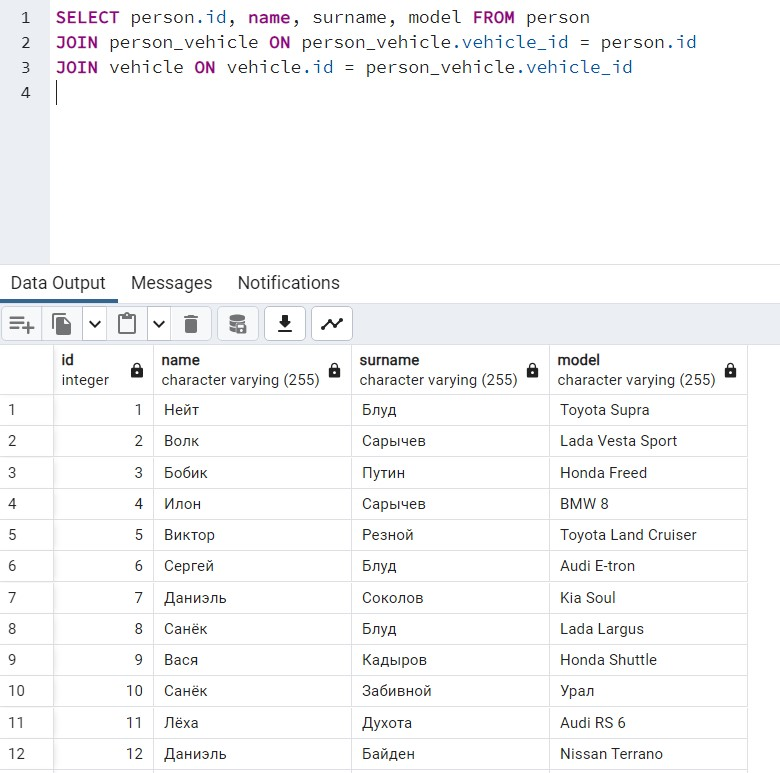 1 SELECT person.id, name, surname, model FROM person
2 JOIN person_vehicle ON person_vehicle.vehicle_id = person.id
3 JOIN vehicle ON vehicle.id = person_vehicle.vehicle_id
4
Data Output Messages Notifications
id name surname model
integer character varying (255) character varying (255) character varying (255)
1 1 Нейт Блуд Toyota Supra
2 2 Волк Сарычев Lada Vesta Sport
3 3 Бобик Путин Honda Freed
4 4 Илон Сарычев BMW 8
5 5 Виктор Резной Toyota Land Cruiser
6 6 Сергей Блуд Audi E-tron
7 7 Даниэль Соколов Kia Soul
8 8 Санёк Блуд Lada Largus
9 9 Вася Кадыров Honda Shuttle
10 10 Санёк Забивной Урал
11 11 Лёха Духота Audi RS 6
12 12 Даниэль Байден Nissan Terrano